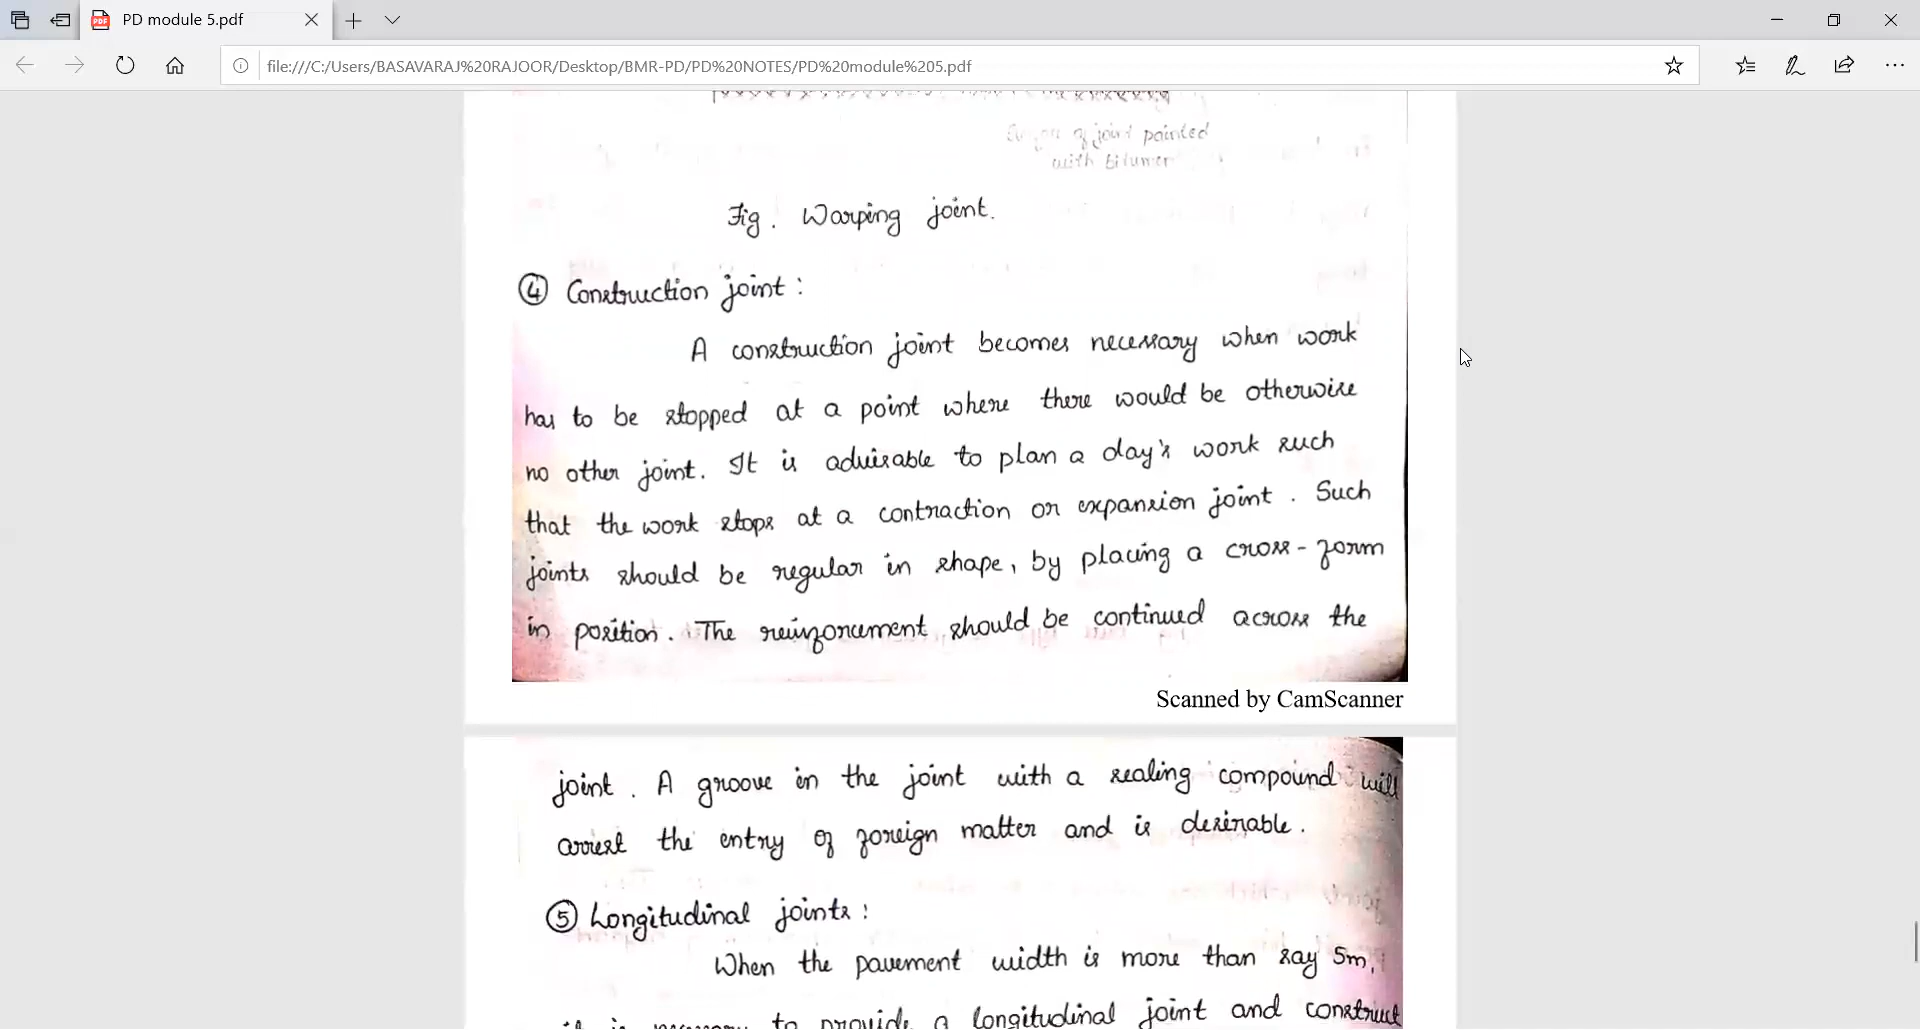 PD module 5.pdf
file:///C:/Users/BASAVARAJ%20RAJOOR/Desktop/BMR-PD/PD%20NOTES/PD%20module%205.pdf
of joint painted
with
Fig. Warping joint.
④ Construction joint :
A construction joint becomes necessary when work
has to be stopped at a point where there would be otherwise
no other joint. It is advisable to plan a day's work such
that the work stops at a contraction or expansion joint. Such
joints should be regular in shape, by placing a cross-form
in position. The reinforcement should be continued across the
Scanned by CamScanner
joint. A groove in the joint with a sealing compound will
arrest the entry of foreign matter and is desirable.
⑤ Longitudinal joints :
When the pavement width is more than say 5m,
it is necessary to provide a longitudinal joint and construct